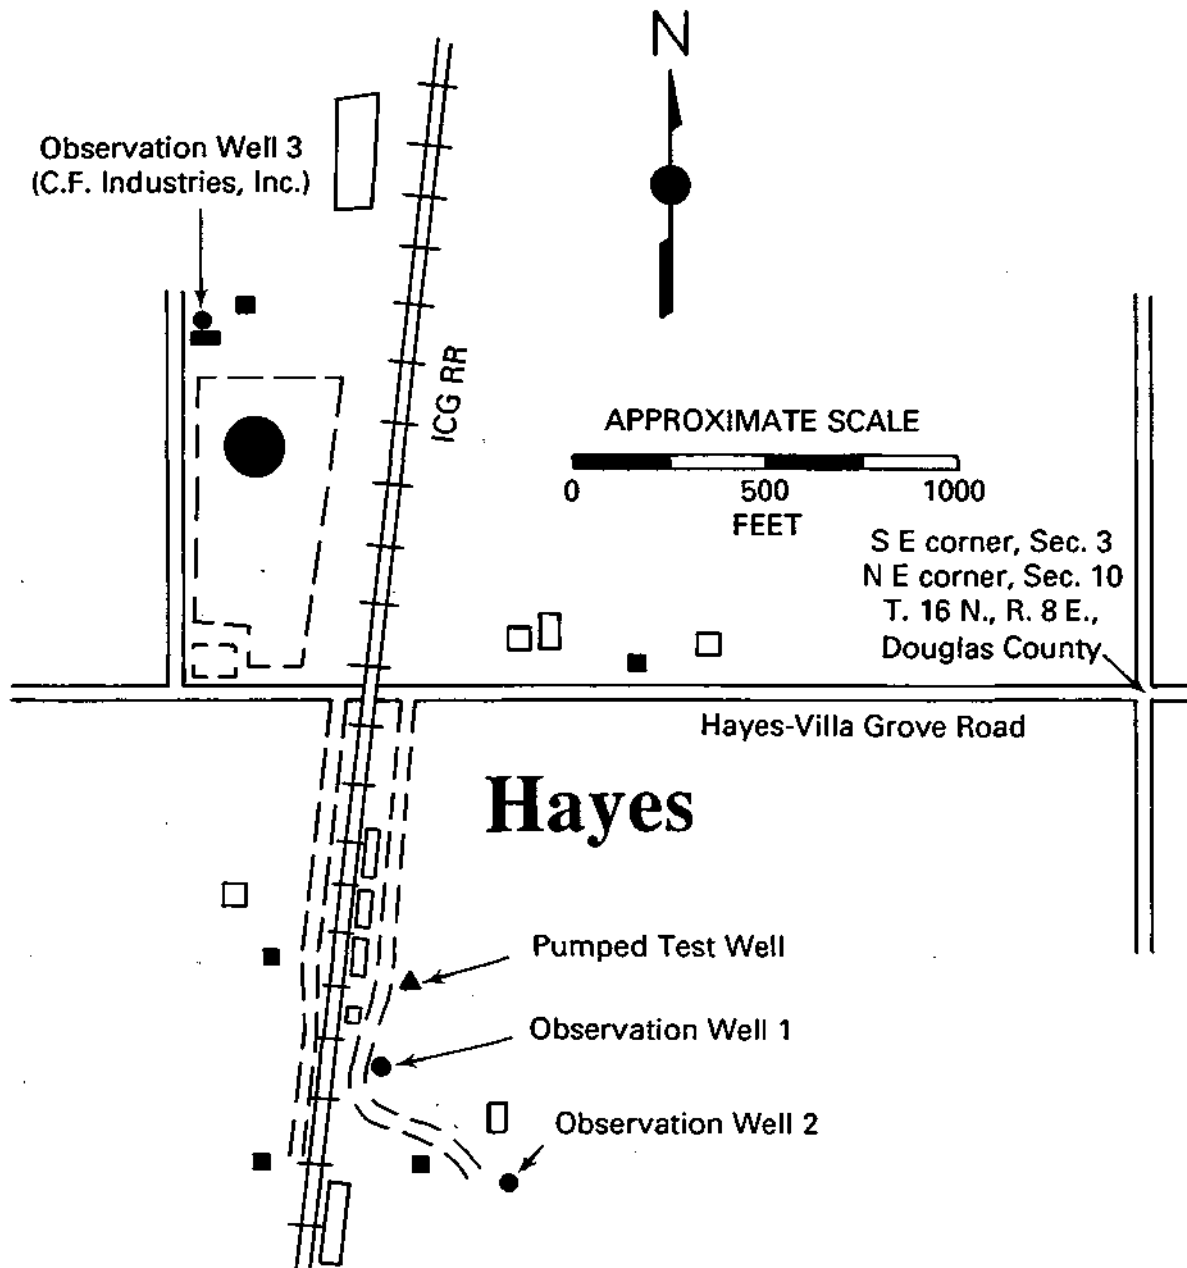 N
Observation Well 3
(C.F. Industries, Inc.)
ICG RR
APPROXIMATE SCALE
0 500 1000
FEET
S E corner, Sec. 3
N E corner, Sec. 10
T. 16 N., R. 8 E.,
Douglas County
Hayes-Villa Grove Road
Hayes
Pumped Test Well
Observation Well 1
Observation Well 2